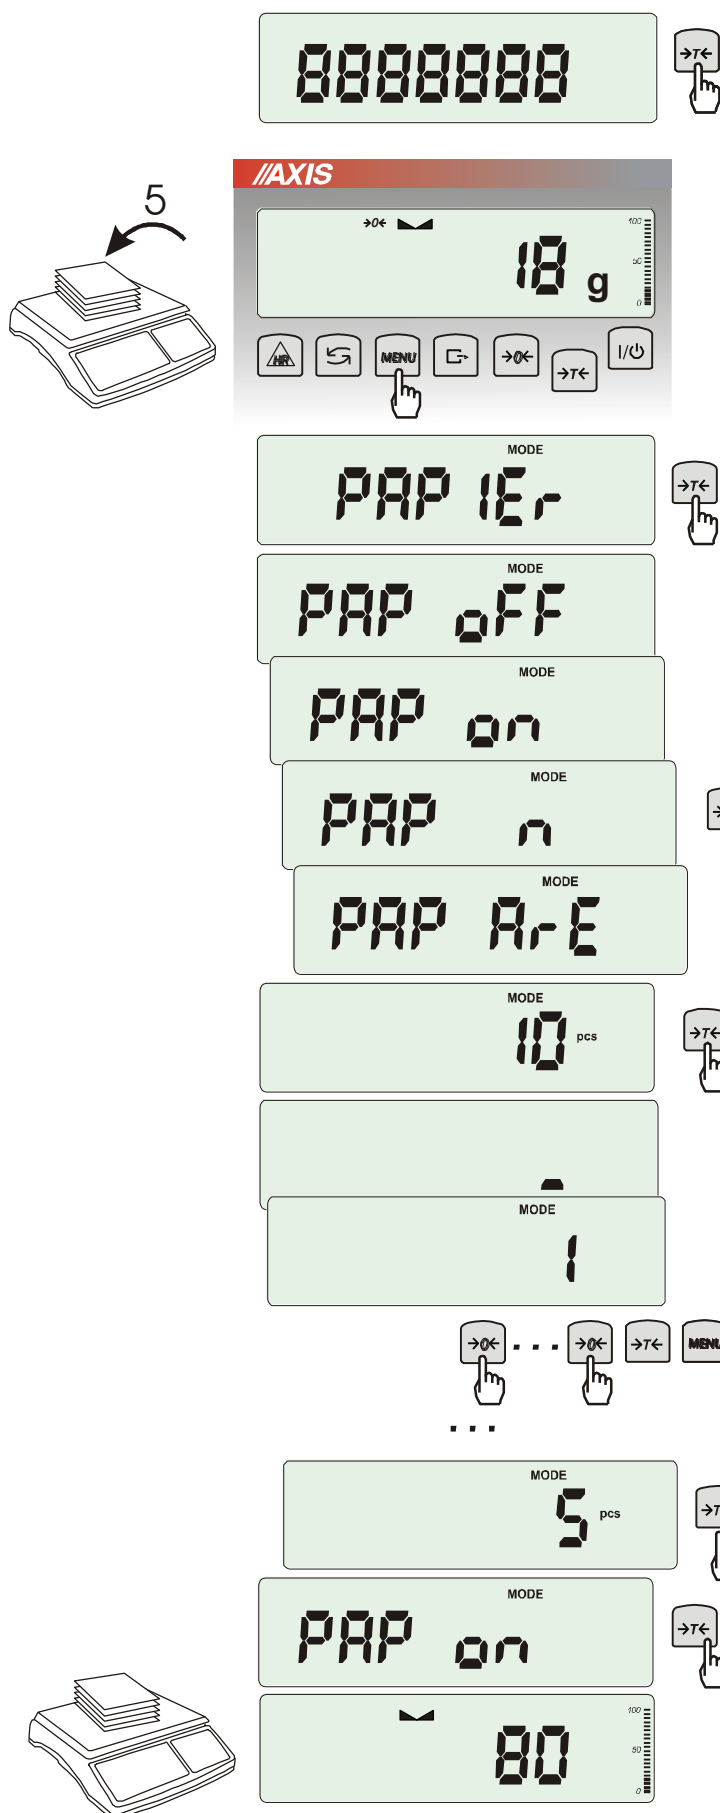 8888888
→T←
5
//AXIS
→0←
100
50
0
18 g
HR MENU →0← →T← I/⏻
MODE
PAPIEr
→T←
MODE
PAP oFF
MODE
PAP on
MODE
PAP n
MODE
PAP ArE
MODE
10 pcs
→T←
_
MODE
1
→0← . . . →0← →T← MENU
. . .
MODE
5 pcs
→T
MODE
PAP on
→T←
100
50
0
80